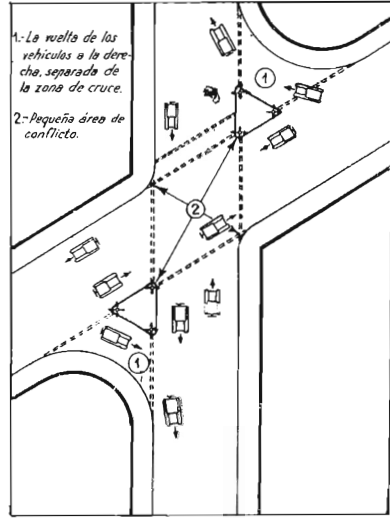 1.- La vuelta de los
vehículos a la dere-
cha, separada de
la zona de cruce.
2.- Pequeña área de
conflicto.
1
2
1